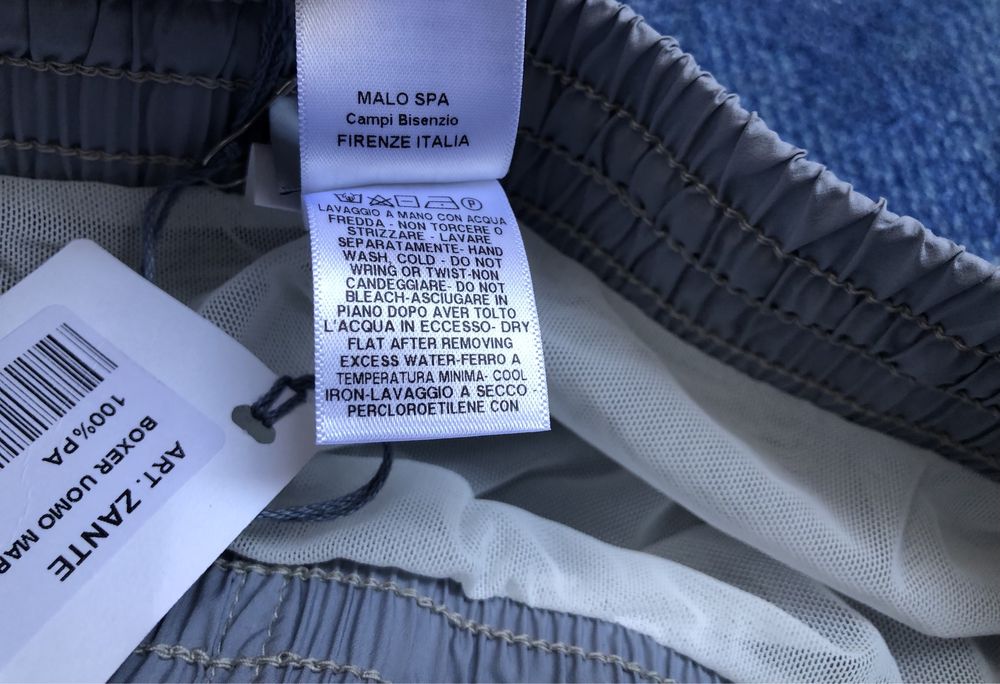 MALO SPA
Campi Bisenzio
FIRENZE ITALIA
P
LAVAGGIO A MANO CON ACQUA
FREDDA - NON TORCERE O
STRIZZARE - LAVARE
SEPARATAMENTE- HAND
WASH, COLD - DO NOT
WRING OR TWIST-NON
CANDEGGIARE- DO NOT
BLEACH-ASCIUGARE IN
PIANO DOPO AVER TOLTO
L'ACQUA IN ECCESSO- DRY
FLAT AFTER REMOVING
EXCESS WATER-FERRO A
TEMPERATURA MINIMA- COOL
IRON-LAVAGGIO A SECCO -
PERCLOROETILENE CON
ART. ZANTE
BOXER UOMO MAR
100% PA